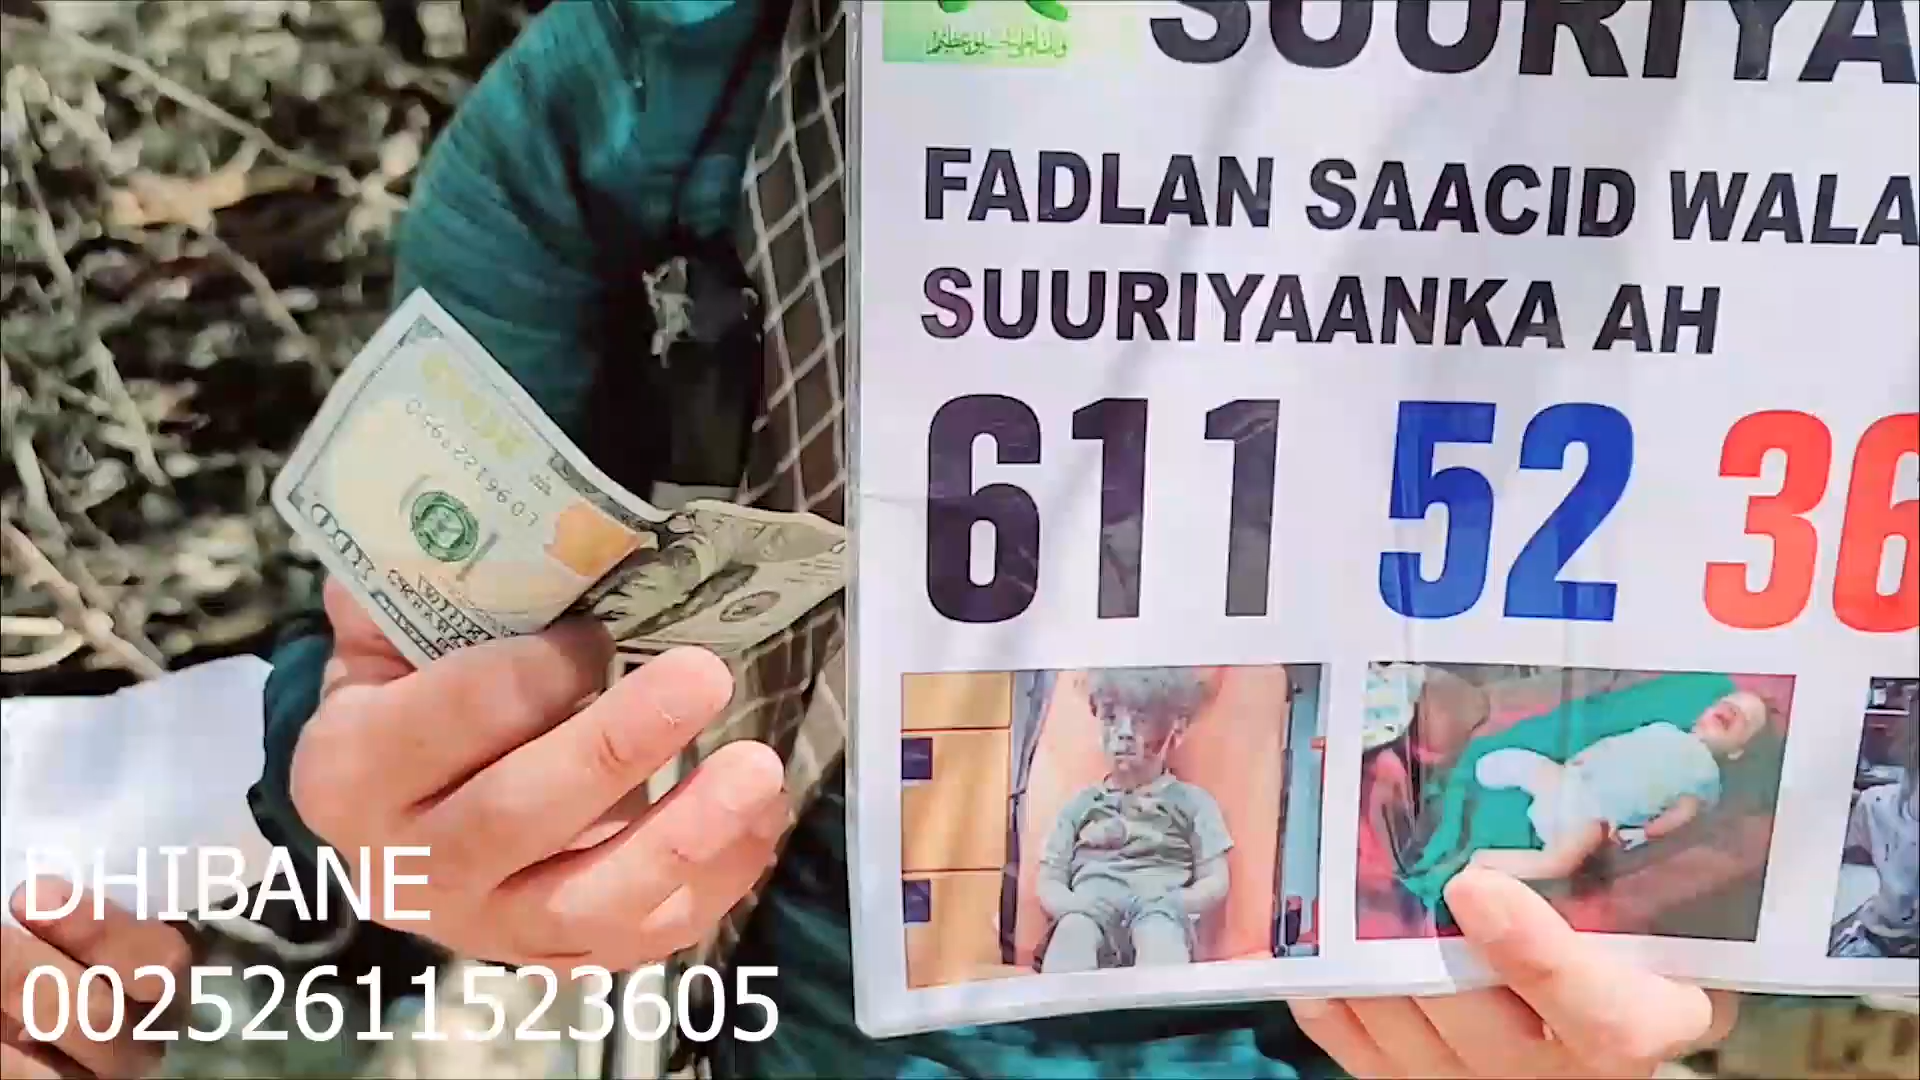 SUURIYA
FADLAN SAACID WALA
SUURIYAANKA AH
611 52 36
DHIBANE
00252611523605